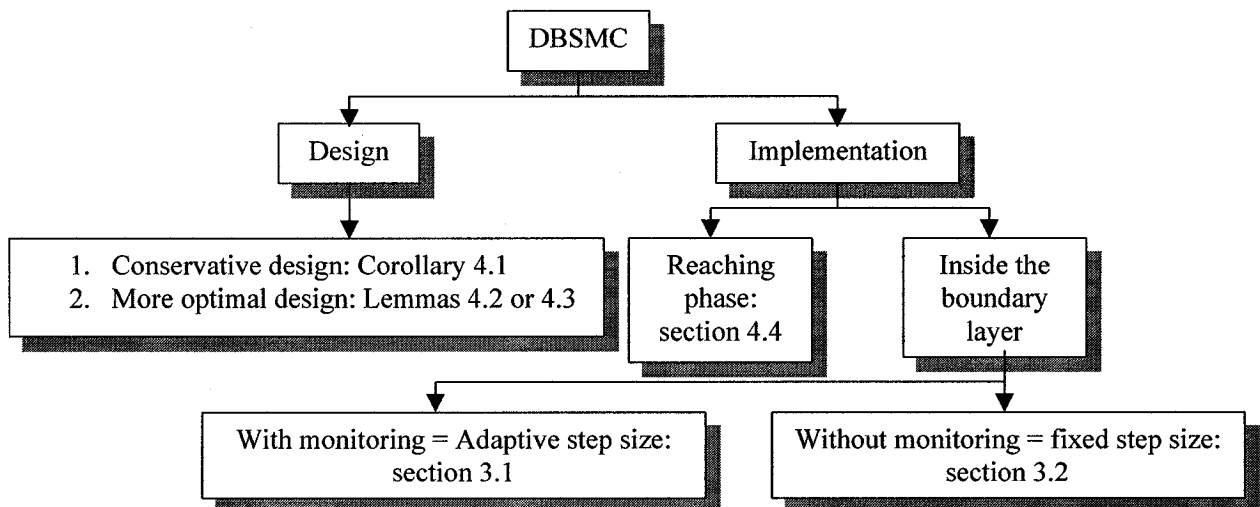 DBSMC
Design
Implementation
1. Conservative design: Corollary 4.1
2. More optimal design: Lemmas 4.2 or 4.3
Reaching
phase:
section 4.4
Inside the
boundary
layer
With monitoring = Adaptive step size:
section 3.1
Without monitoring = fixed step size:
section 3.2